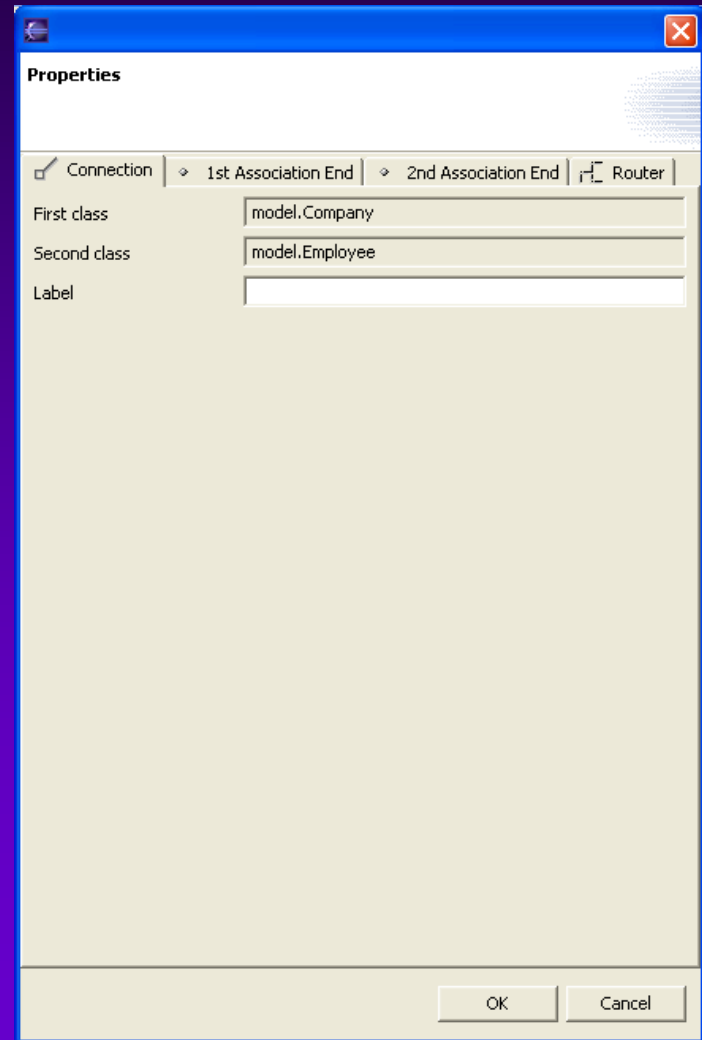 Properties
Connection 1st Association End 2nd Association End Router
First class model.Company
Second class model.Employee
Label
OK Cancel